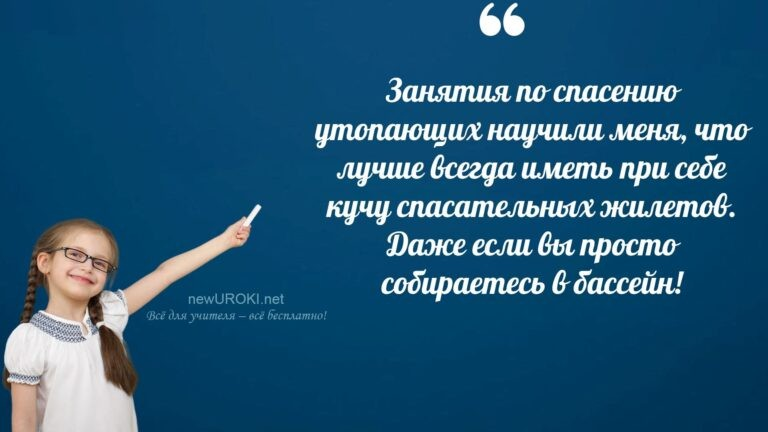 Занятия по спасению
утопающих научили меня, что
лучше всегда иметь при себе
кучу спасательных жилетов.
Даже если вы просто
собираетесь в бассейн!
newUROKI.net
Всё для учителя – всё бесплатно!